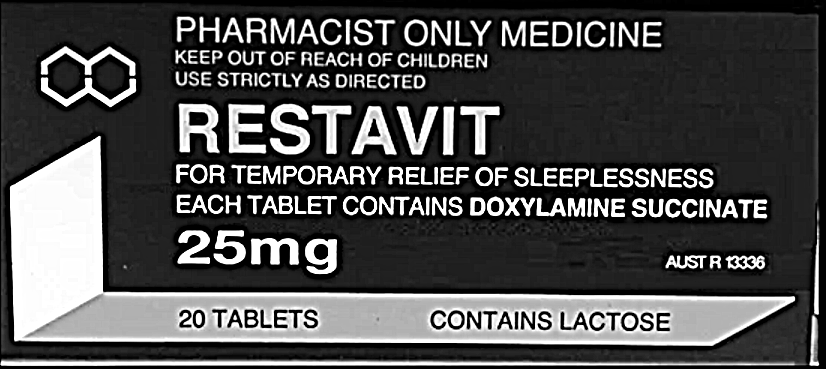 PHARMACIST ONLY MEDICINE
KEEP OUT OF REACH OF CHILDREN
USE STRICTLY AS DIRECTED
RESTAVIT
FOR TEMPORARY RELIEF OF SLEEPLESSNESS
EACH TABLET CONTAINS DOXYLAMINE SUCCINATE
25mg
AUST R 13336
20 TABLETS CONTAINS LACTOSE